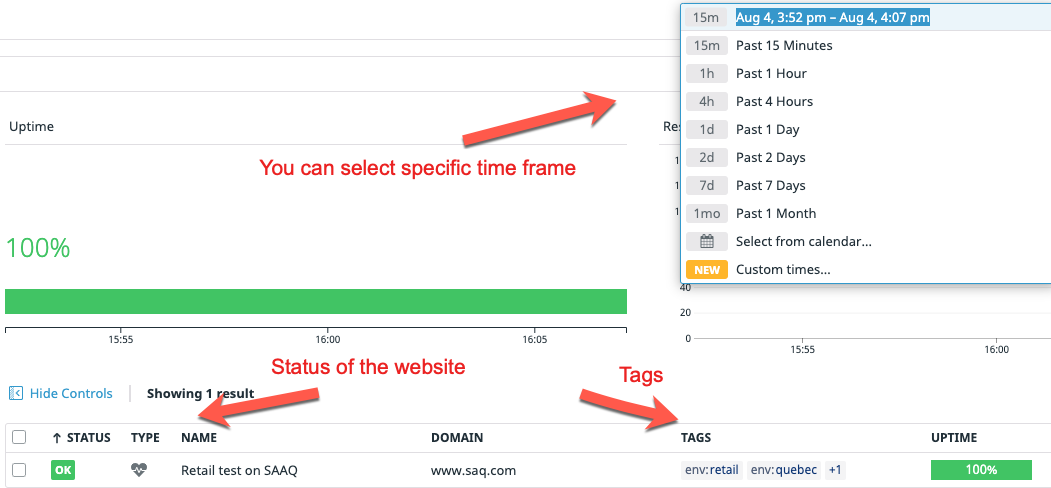 15m Aug 4, 3:52 pm – Aug 4, 4:07 pm
15m Past 15 Minutes
1h Past 1 Hour
4h Past 4 Hours
1d Past 1 Day
2d Past 2 Days
7d Past 7 Days
1mo Past 1 Month
Select from calendar...
NEW Custom times...
Uptime
You can select specific time frame
100%
15:55 16:00 16:05
40
20
0
15:55 16:00
Status of the website
Tags
Hide Controls Showing 1 result
↑ STATUS TYPE NAME DOMAIN TAGS UPTIME
OK Retail test on SAAQ www.saq.com env:retail env:quebec +1 100%